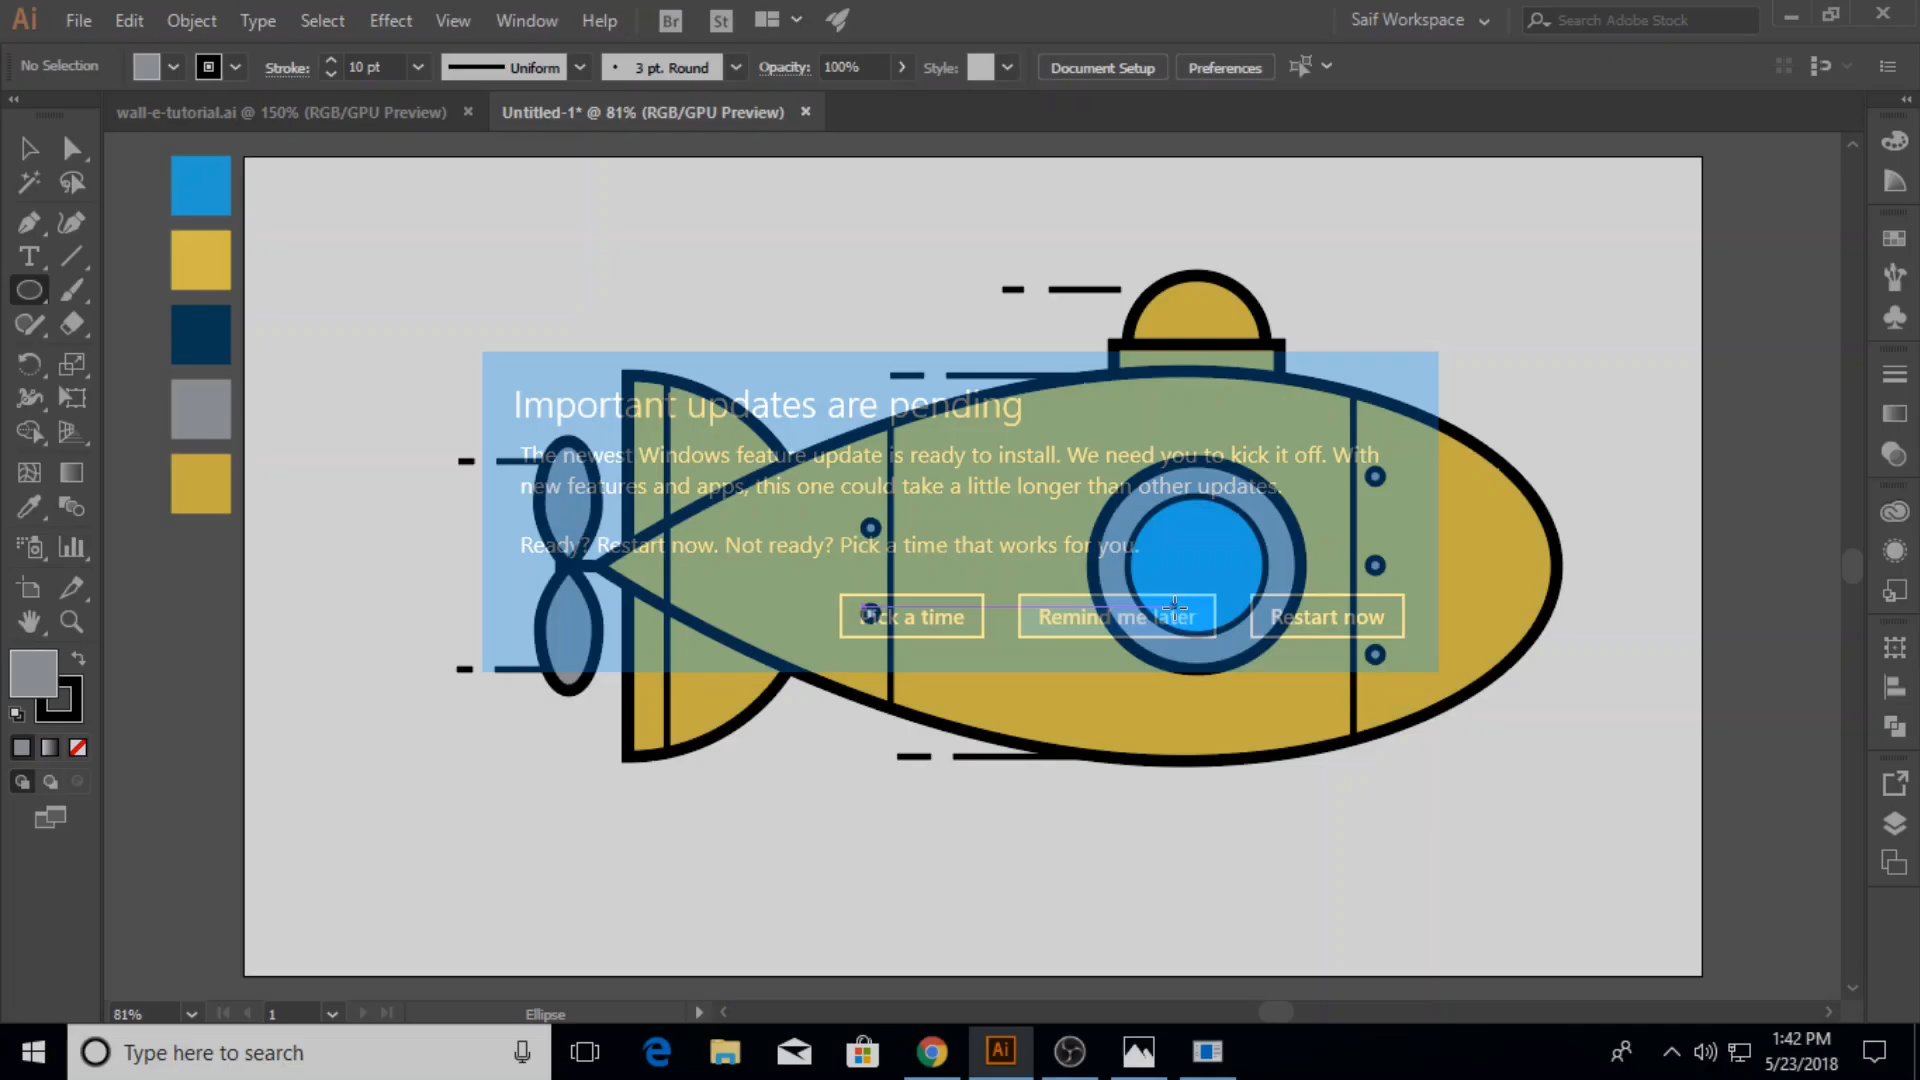 Ai File Edit Object Type Select Effect View Window Help Br St Saif Workspace Search Adobe Stock
No Selection Stroke: 10 pt Uniform 3 pt. Round Opacity: 100% Style: Document Setup Preferences
wall-e-tutorial.ai @ 150% (RGB/GPU Preview) × Untitled-1* @ 81% (RGB/GPU Preview) ×
Important updates are pending
The newest Windows feature update is ready to install. We need you to kick it off. With
new features and apps, this one could take a little longer than other updates.
Ready? Restart now. Not ready? Pick a time that works for you.
Pick a time Remind me later Restart now
81% 1 Ellipse
Type here to search Ai 1:42 PM
5/23/2018